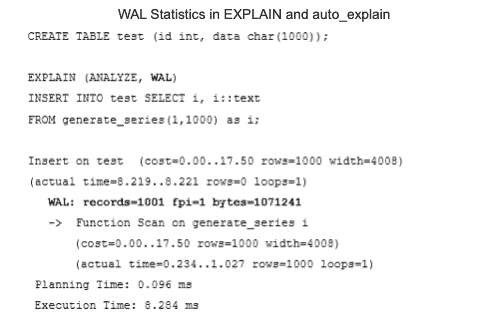 WAL Statistics in EXPLAIN and auto_explain
CREATE TABLE test (id int, data char(1000));
EXPLAIN (ANALYZE, WAL)
INSERT INTO test SELECT i, i::text
FROM generate_series(1,1000) as i;
Insert on test (cost=0.00..17.50 rows=1000 width=4008)
(actual time=8.219..8.221 rows=0 loops=1)
WAL: records=1001 fpi=1 bytes=1071241
-> Function Scan on generate_series i
(cost=0.00..17.50 rows=1000 width=4008)
(actual time=0.234..1.027 rows=1000 loops=1)
Planning Time: 0.096 ms
Execution Time: 8.284 ms